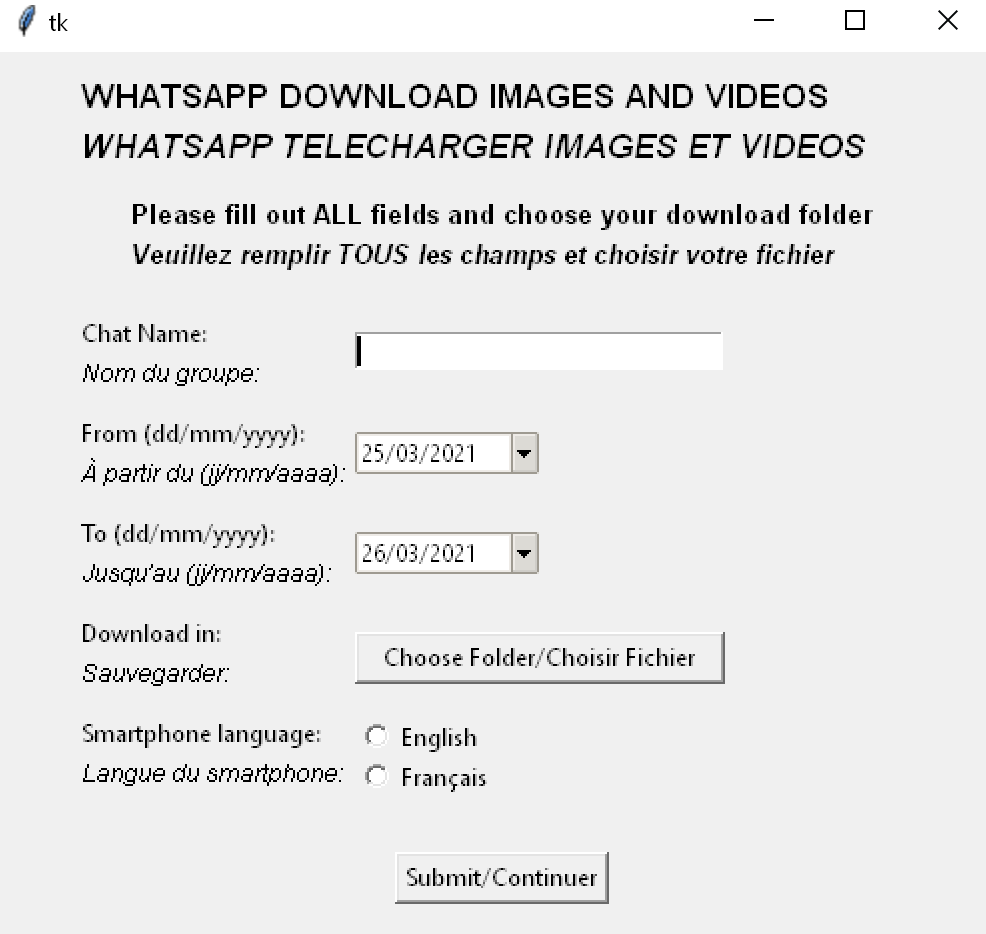 tk
WHATSAPP DOWNLOAD IMAGES AND VIDEOS
WHATSAPP TELECHARGER IMAGES ET VIDEOS
Please fill out ALL fields and choose your download folder
Veuillez remplir TOUS les champs et choisir votre fichier
Chat Name:
Nom du groupe:
From (dd/mm/yyyy):
25/03/2021
À partir du (jj/mm/aaaa):
To (dd/mm/yyyy):
26/03/2021
Jusqu'au (jj/mm/aaaa):
Download in:
Choose Folder/Choisir Fichier
Sauvegarder:
Smartphone language:
English
Langue du smartphone:
Français
Submit/Continuer